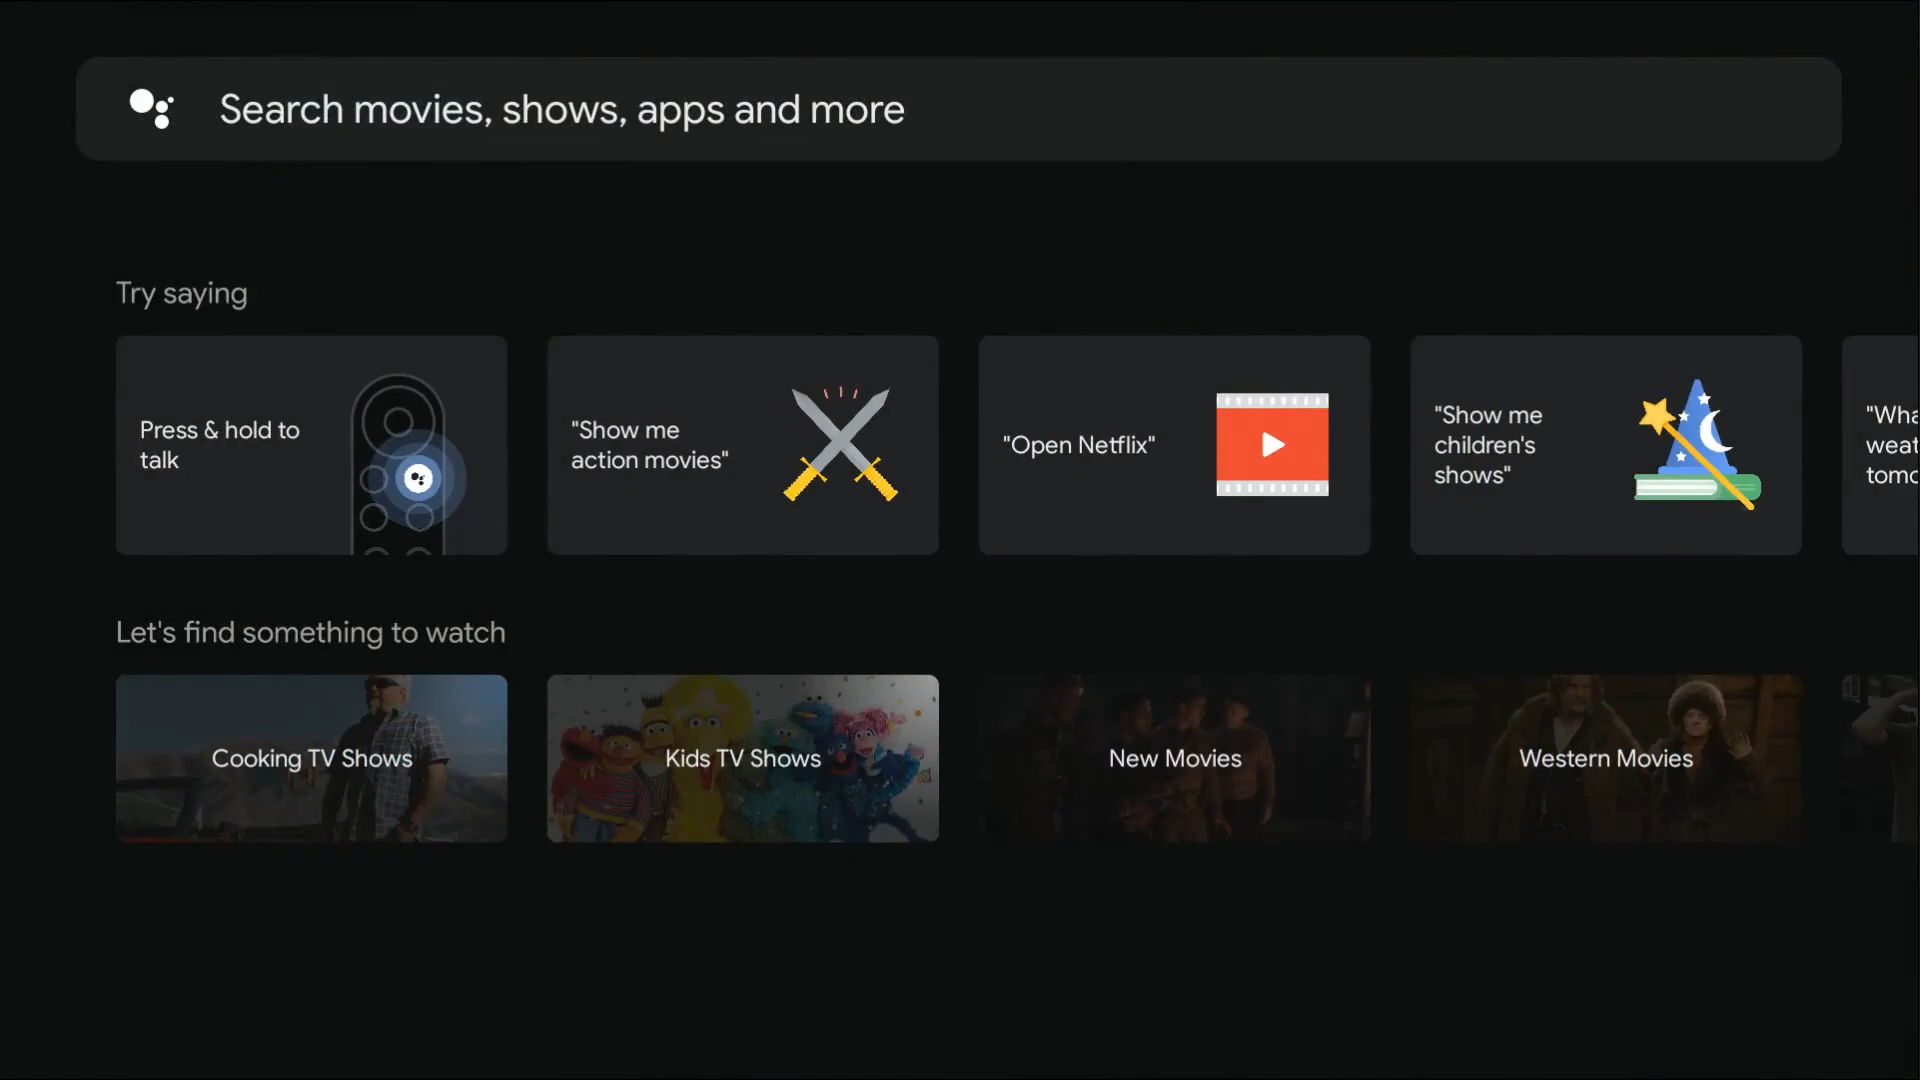 Search movies, shows, apps and more
Try saying
Press & hold to
talk
"Show me
action movies"
"Open Netflix"
"Show me
children's
shows"
Let's find something to watch
Cooking TV Shows
Kids TV Shows
New Movies
Western Movies